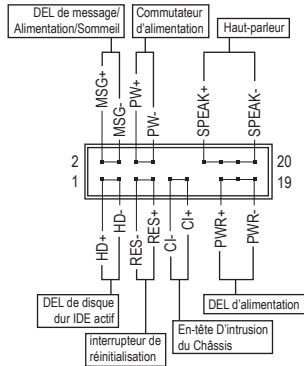 DEL de message/
Alimentation/Sommeil
Commutateur
d'alimentation
Haut-parleur
MSG+
MSG-
PW+
PW-
SPEAK+
SPEAK-
2
20
1
19
HD+
HD-
RES-
RES+
CI-
CI+
PWR+
PWR-
DEL de disque
dur IDE actif
interrupteur de
réinitialisation
En-tête D'intrusion
du Châssis
DEL d'alimentation